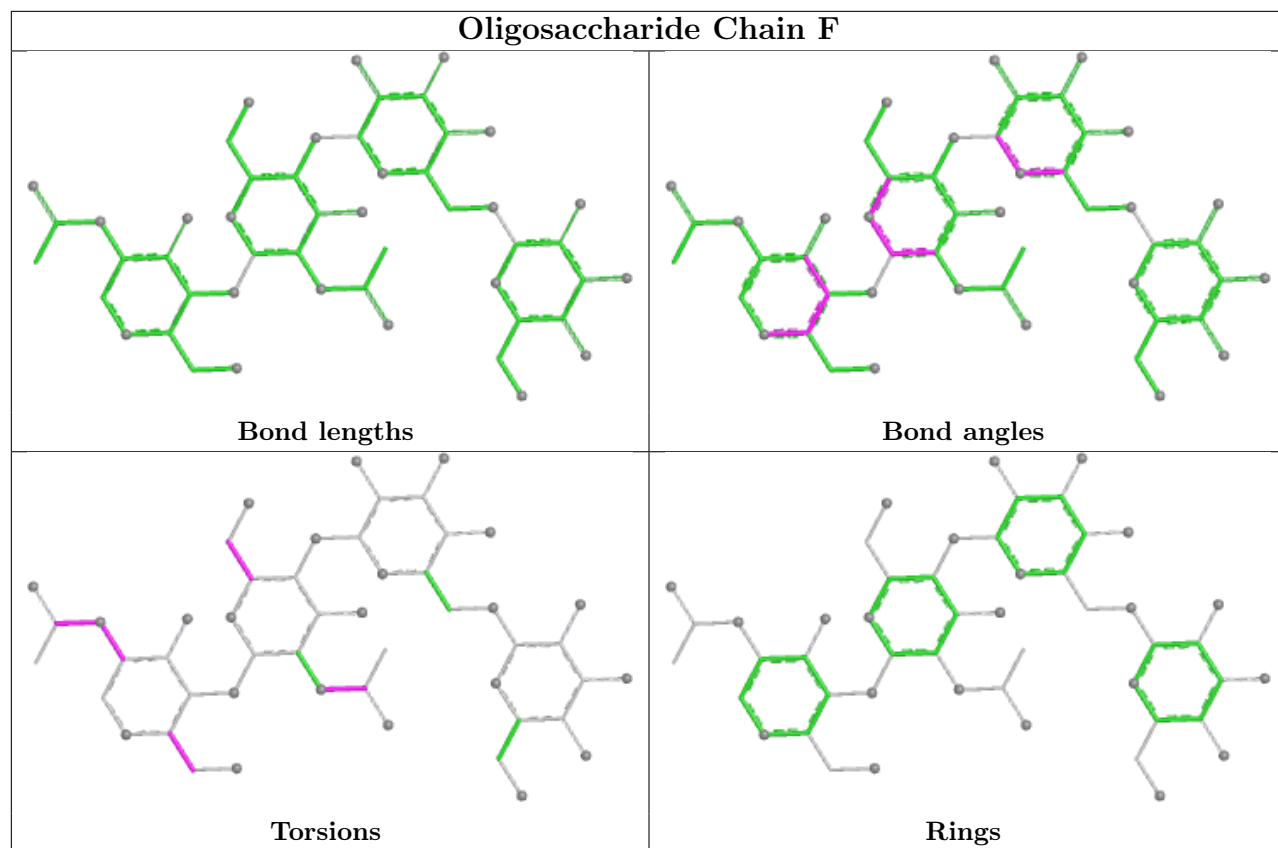 Oligosaccharide Chain F
Bond lengths
Bond angles
Torsions
Rings